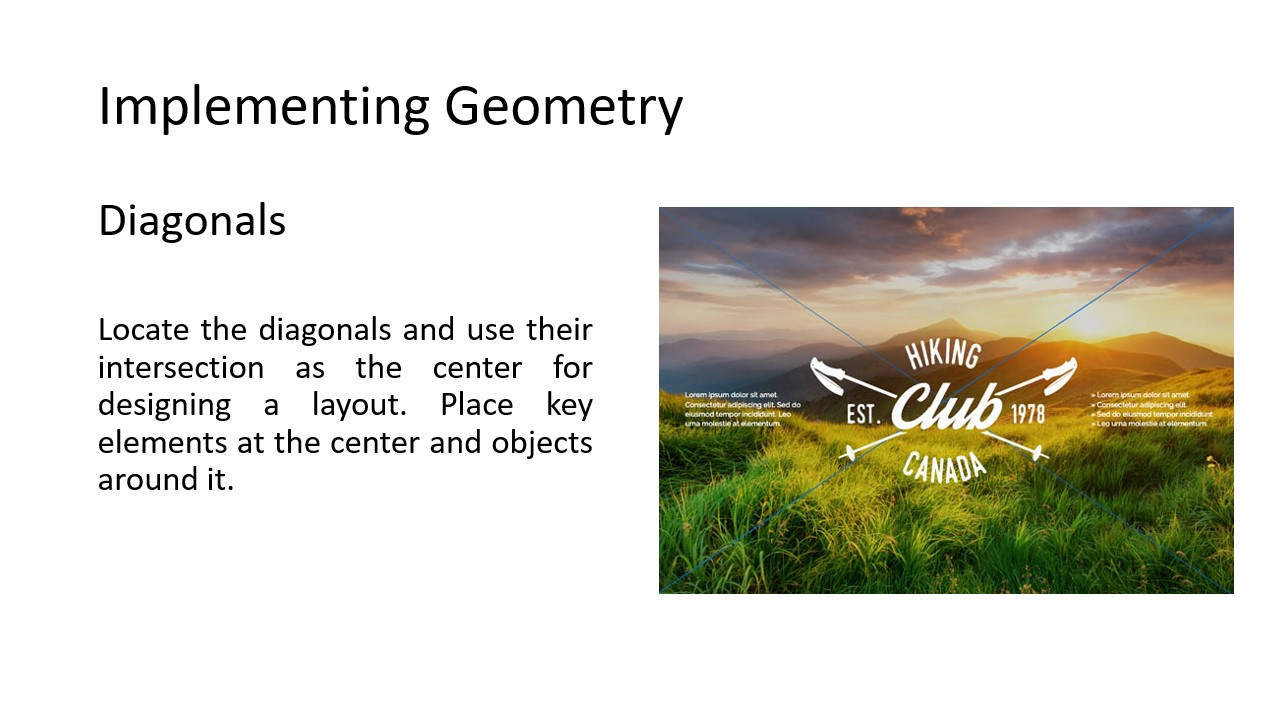 Implementing Geometry
Diagonals
Locate the diagonals and use their
intersection as the center for
designing a layout. Place key
elements at the center and objects
around it.
HIKING
EST. Club 1978
CANADA
Lorem ipsum dolor sit amet.
Consectetur adipiscing elit. Sed do
eiusmod tempor incididunt. Leo
urna molestie at elementum.
» Lorem ipsum dolor sit amet.
» Consectetur adipiscing elit.
» Sed do eiusmod tempor incididunt
» Leo urna molestie at elementum.